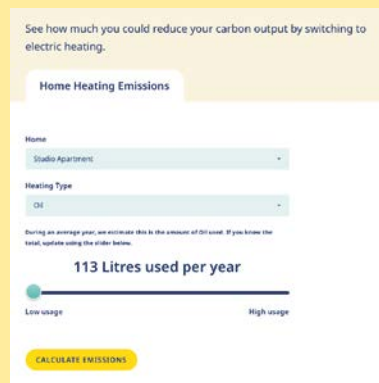 See how much you could reduce your carbon output by switching to
electric heating.
Home Heating Emissions
Home
Studio Apartment
Heating Type
Oil
During an average year, we estimate this is the amount of Oil used. If you know the
total, update using the slider below.
113 Litres used per year
Low usage High usage
CALCULATE EMISSIONS